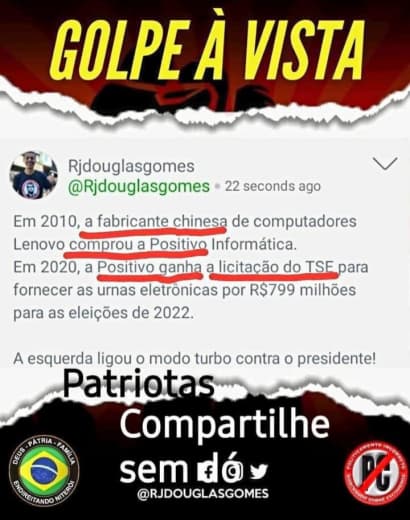 GOLPE À VISTA
Rjdouglasgomes
@Rjdouglasgomes • 22 seconds ago
Em 2010, a fabricante chinesa de computadores
Lenovo comprou a Positivo Informática.
Em 2020, a Positivo ganha a licitação do TSE para
fornecer as urnas eletrônicas por R$799 milhões
para as eleições de 2022.
A esquerda ligou o modo turbo contra o presidente!
Patriotas
Compartilhe
sem dó
@RJDOUGLASGOMES
DEUS - PÁTRIA - FAMÍLIA
ENDIREITANDO NITERÓI
PC